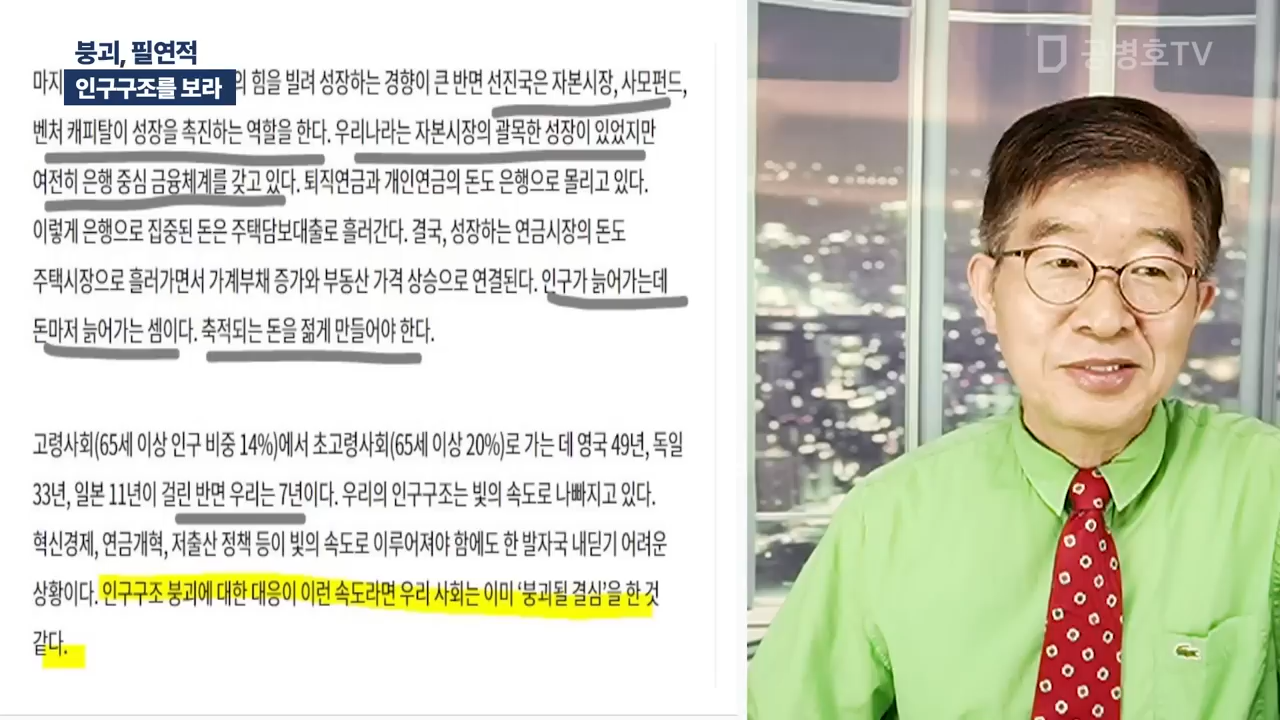 붕괴, 필연적
인구구조를 보라
공병호TV
마지 의 힘을 빌려 성장하는 경향이 큰 반면 선진국은 자본시장, 사모펀드,
벤처 캐피탈이 성장을 촉진하는 역할을 한다. 우리나라는 자본시장의 괄목한 성장이 있었지만
여전히 은행 중심 금융체계를 갖고 있다. 퇴직연금과 개인연금의 돈도 은행으로 몰리고 있다.
이렇게 은행으로 집중된 돈은 주택담보대출로 흘러간다. 결국, 성장하는 연금시장의 돈도
주택시장으로 흘러가면서 가계부채 증가와 부동산 가격 상승으로 연결된다. 인구가 늙어가는데
돈마저 늙어가는 셈이다. 축적되는 돈을 젊게 만들어야 한다.
고령사회(65세 이상 인구 비중 14%)에서 초고령사회(65세 이상 20%)로 가는 데 영국 49년, 독일
33년, 일본 11년이 걸린 반면 우리는 7년이다. 우리의 인구구조는 빛의 속도로 나빠지고 있다.
혁신경제, 연금개혁, 저출산 정책 등이 빛의 속도로 이루어져야 함에도 한 발자국 내딛기 어려운
상황이다. 인구구조 붕괴에 대한 대응이 이런 속도라면 우리 사회는 이미 ‘붕괴될 결심’을 한 것
같다.